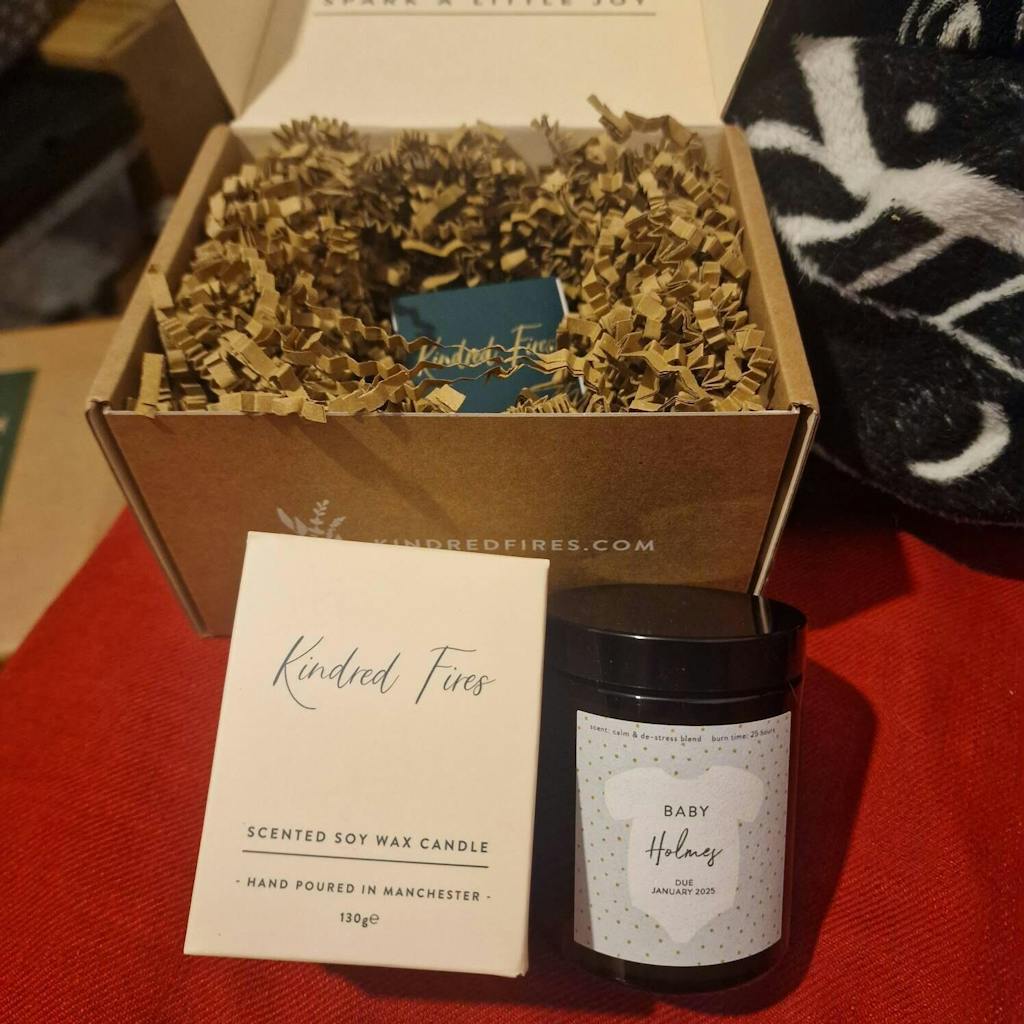 SPARK A LITTLE JOY
Kindred Fires
KINDREDFIRES.COM
Kindred Fires
SCENTED SOY WAX CANDLE
- HAND POURED IN MANCHESTER -
130g℮
scent: calm & de-stress blend burn time: 25 hours
BABY
Holmes
DUE
JANUARY 2025